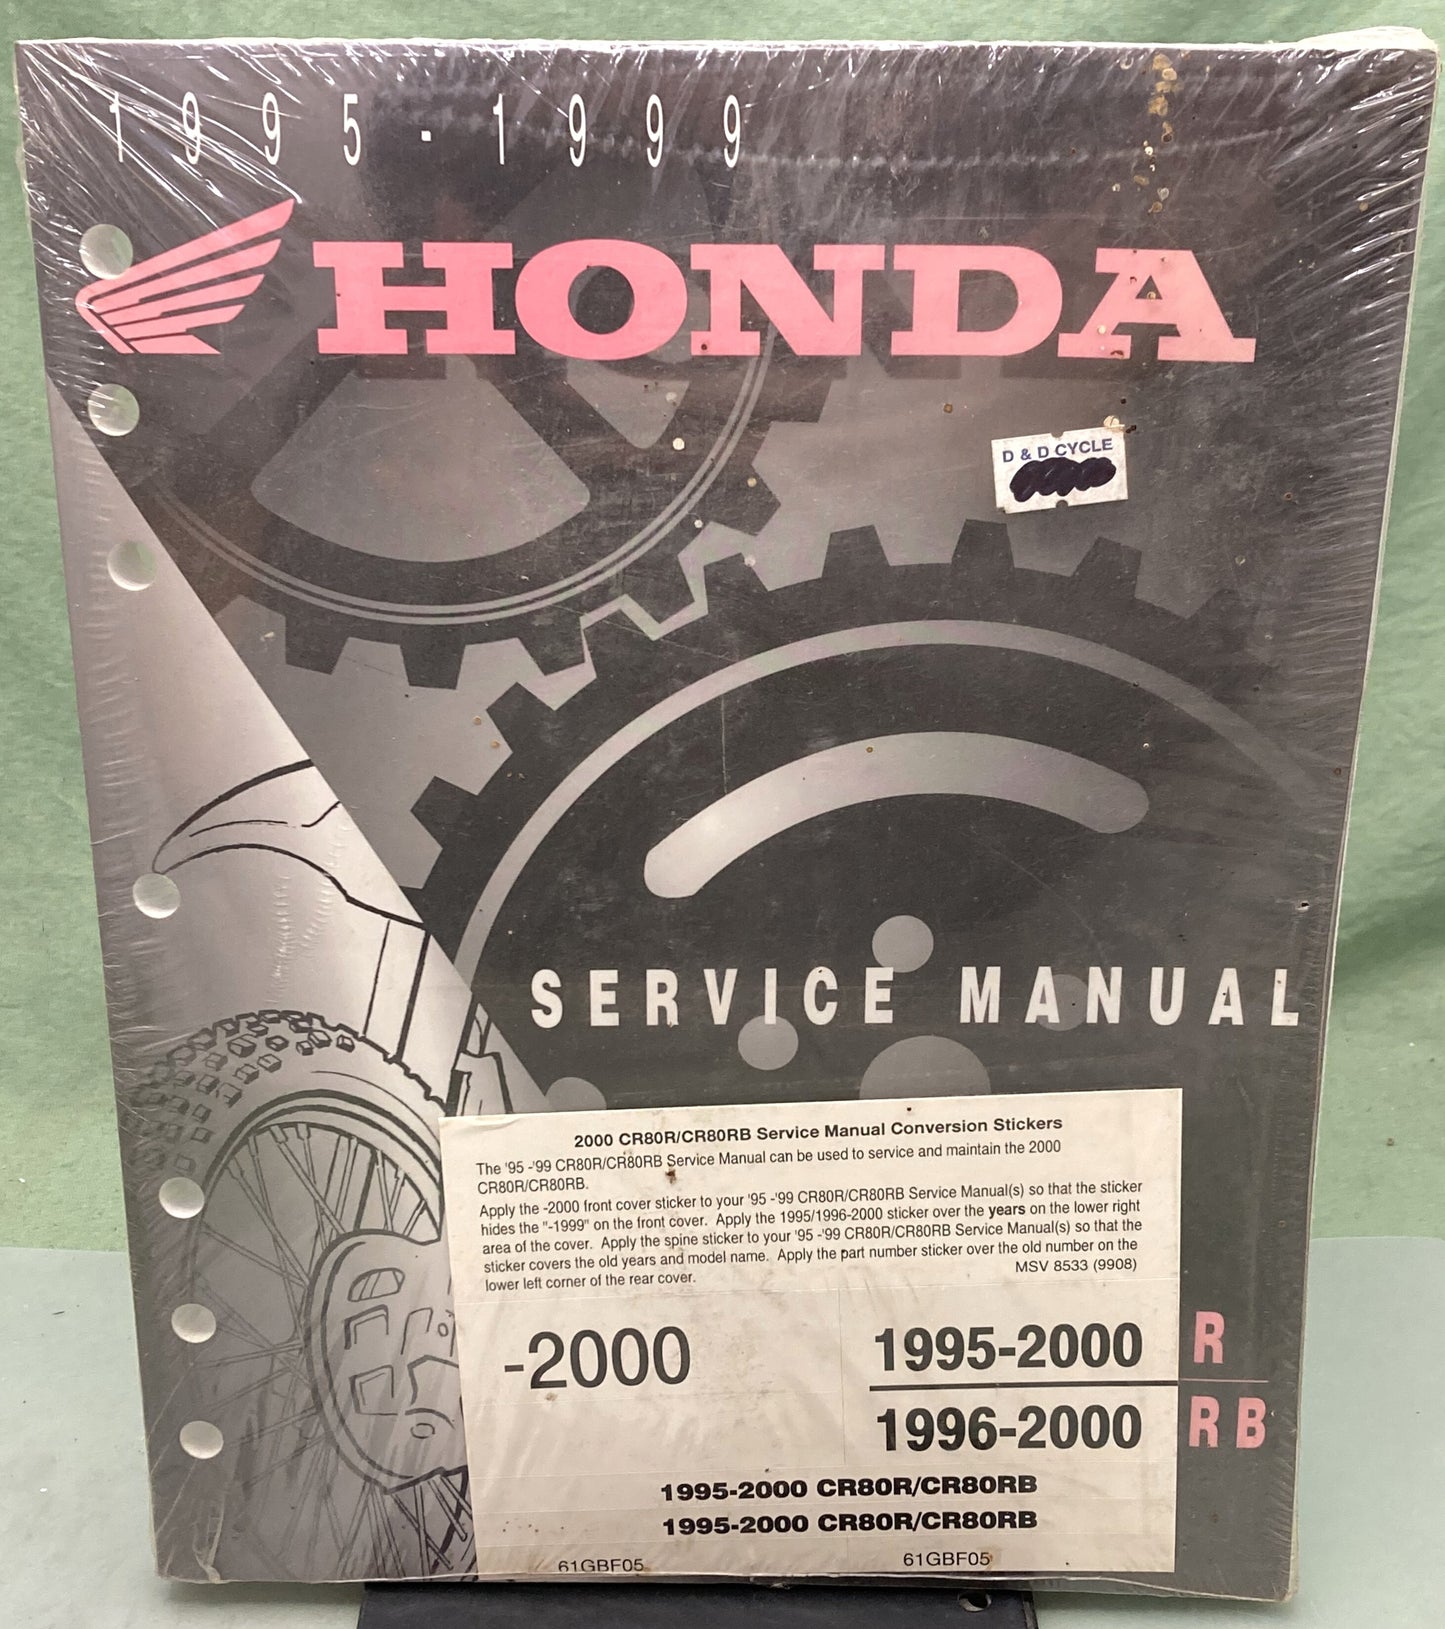 1995-1999
HONDA
D & D CYCLE
SERVICE MANUAL
2000 CR80R/CR80RB Service Manual Conversion Stickers
The '95 -'99 CR80R/CR80RB Service Manual can be used to service and maintain the 2000
CR80R/CR80RB.
Apply the -2000 front cover sticker to your '95 -'99 CR80R/CR80RB Service Manual(s) so that the sticker
hides the "-1999" on the front cover. Apply the 1995/1996-2000 sticker over the years on the lower right
area of the cover. Apply the spine sticker to your '95 -'99 CR80R/CR80RB Service Manual(s) so that the
sticker covers the old years and model name. Apply the part number sticker over the old number on the
lower left corner of the rear cover. MSV 8533 (9908)
-2000
1995-2000 R
1996-2000 RB
1995-2000 CR80R/CR80RB
1995-2000 CR80R/CR80RB
61GBF05 61GBF05